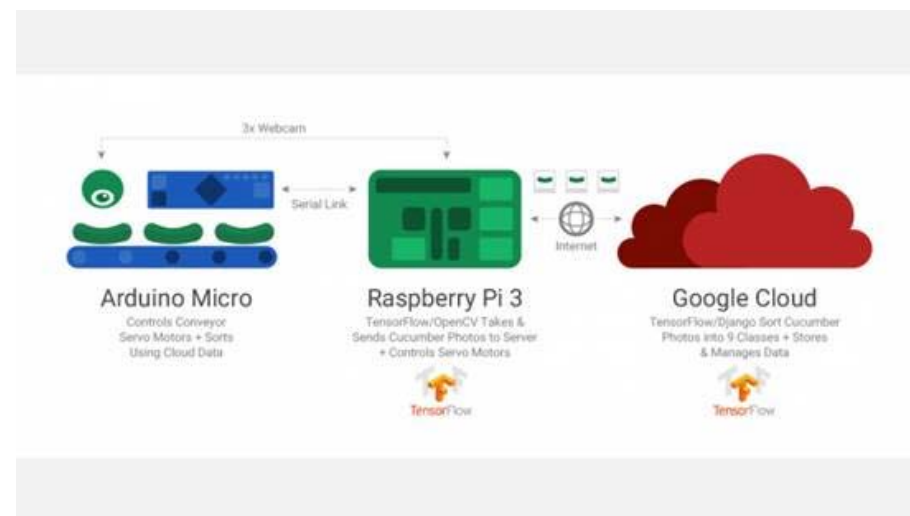 3x Webcam
Serial Link
Internet
Arduino Micro
Controls Conveyor
Servo Motors + Sorts
Using Cloud Data
Raspberry Pi 3
TensorFlow/OpenCV Takes &
Sends Cucumber Photos to Server
+ Controls Servo Motors
TensorFlow
Google Cloud
TensorFlow/Django Sort Cucumber
Photos into 9 Classes + Stores
& Manages Data
TensorFlow